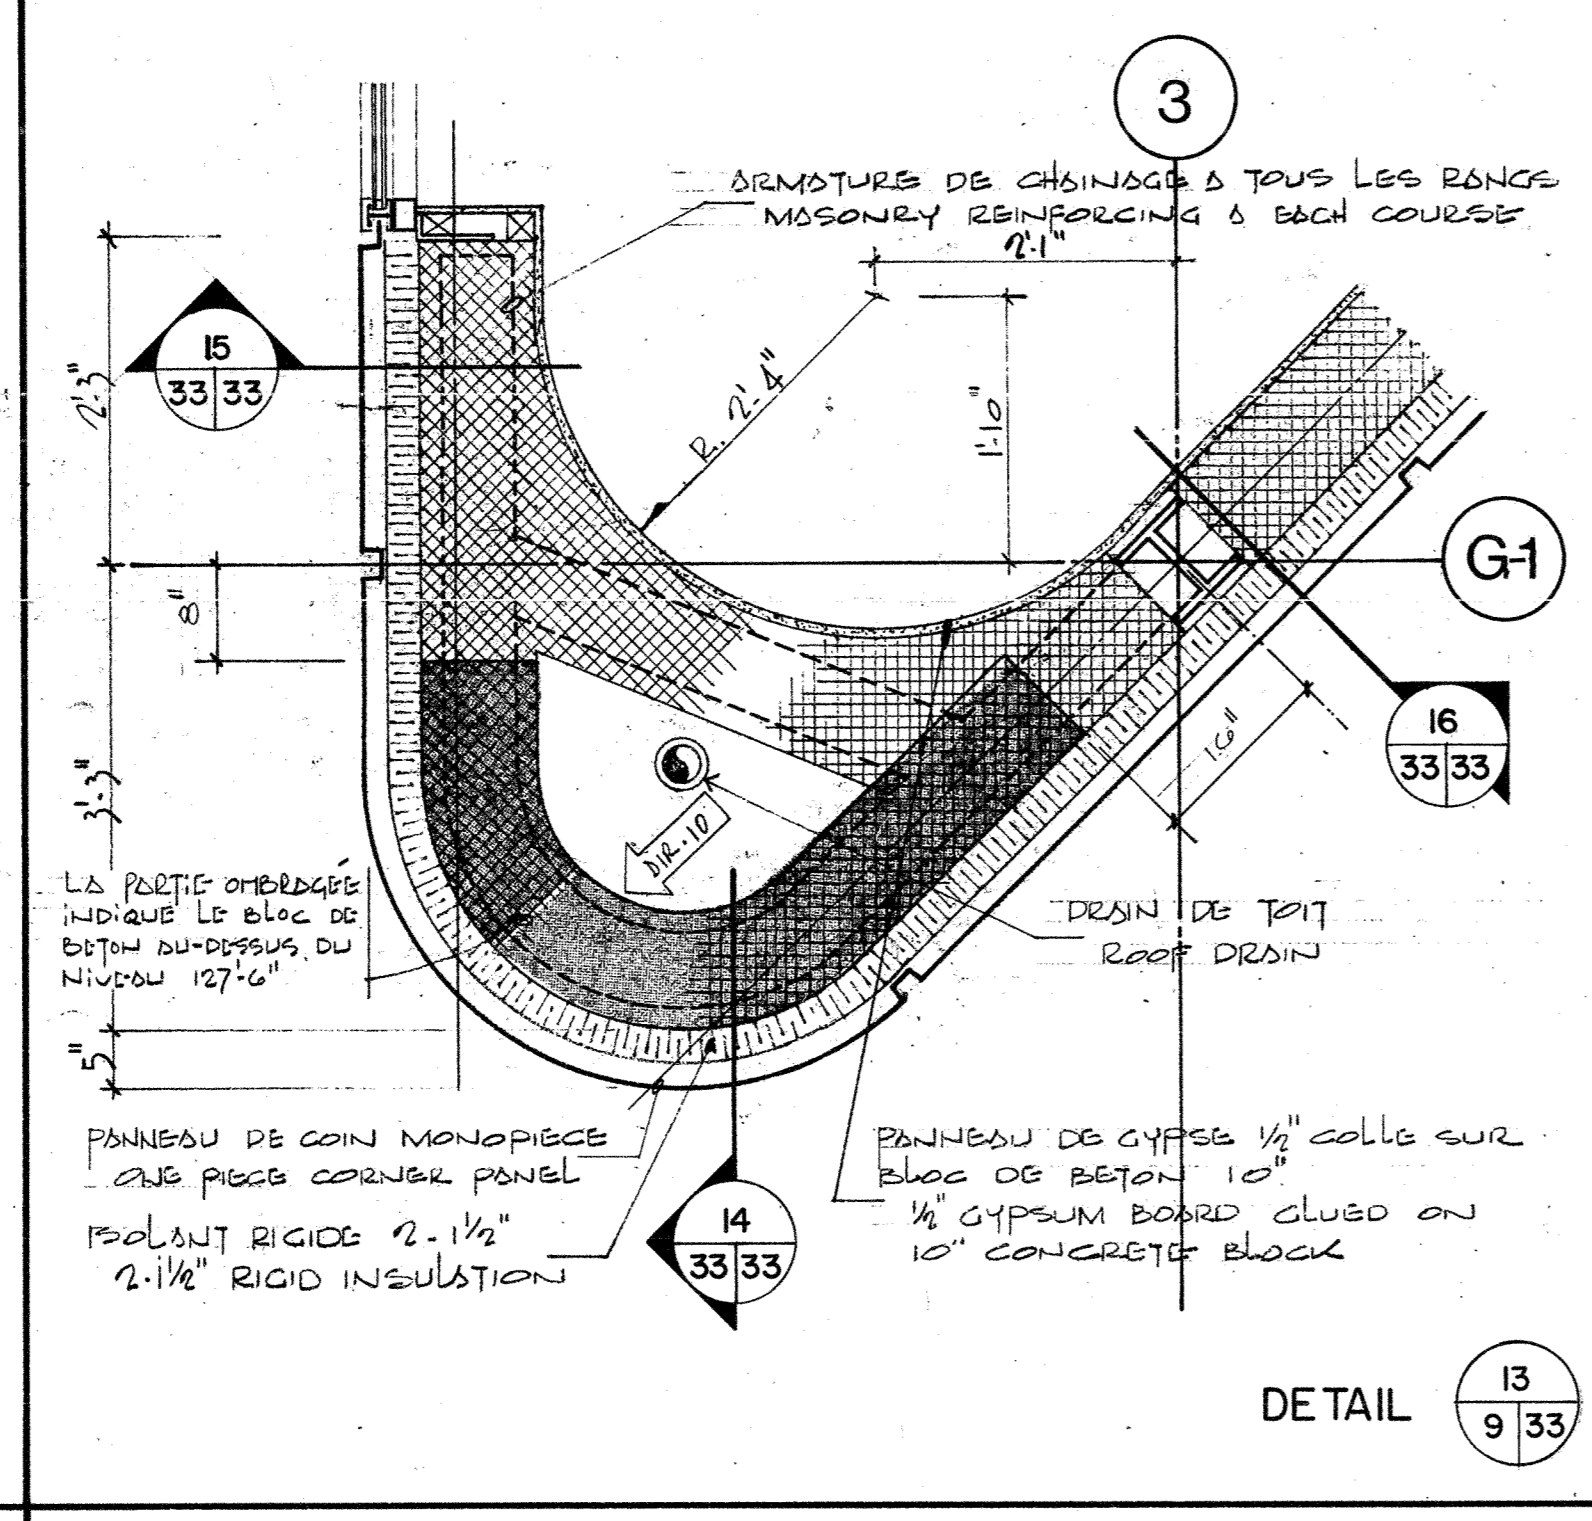 3
ARMATURE DE CHAINAGE A TOUS LES RANGS
MASONRY REINFORCING A EACH COURSE
2'-1"
15
33 33
2'-3"
R. 2'-4"
1'-10"
G-1
8"
16
33 33
1'-6"
3'-3"
DIR-10
LA PARTIE OMBRAGÉE
INDIQUE LE BLOC DE
BETON AU-DESSUS DU
NIVEAU 127'-6"
DRAIN DE TOIT
ROOF DRAIN
5"
PANNEAU DE COIN MONOPIECE
ONE PIECE CORNER PANEL
ISOLANT RIGIDE 2-1½"
2-1½" RIGID INSULATION
14
33 33
PANNEAU DE GYPSE ½" COLLE SUR
BLOC DE BETON 10"
½" GYPSUM BOARD GLUED ON
10" CONCRETE BLOCK
DETAIL
13
9 33